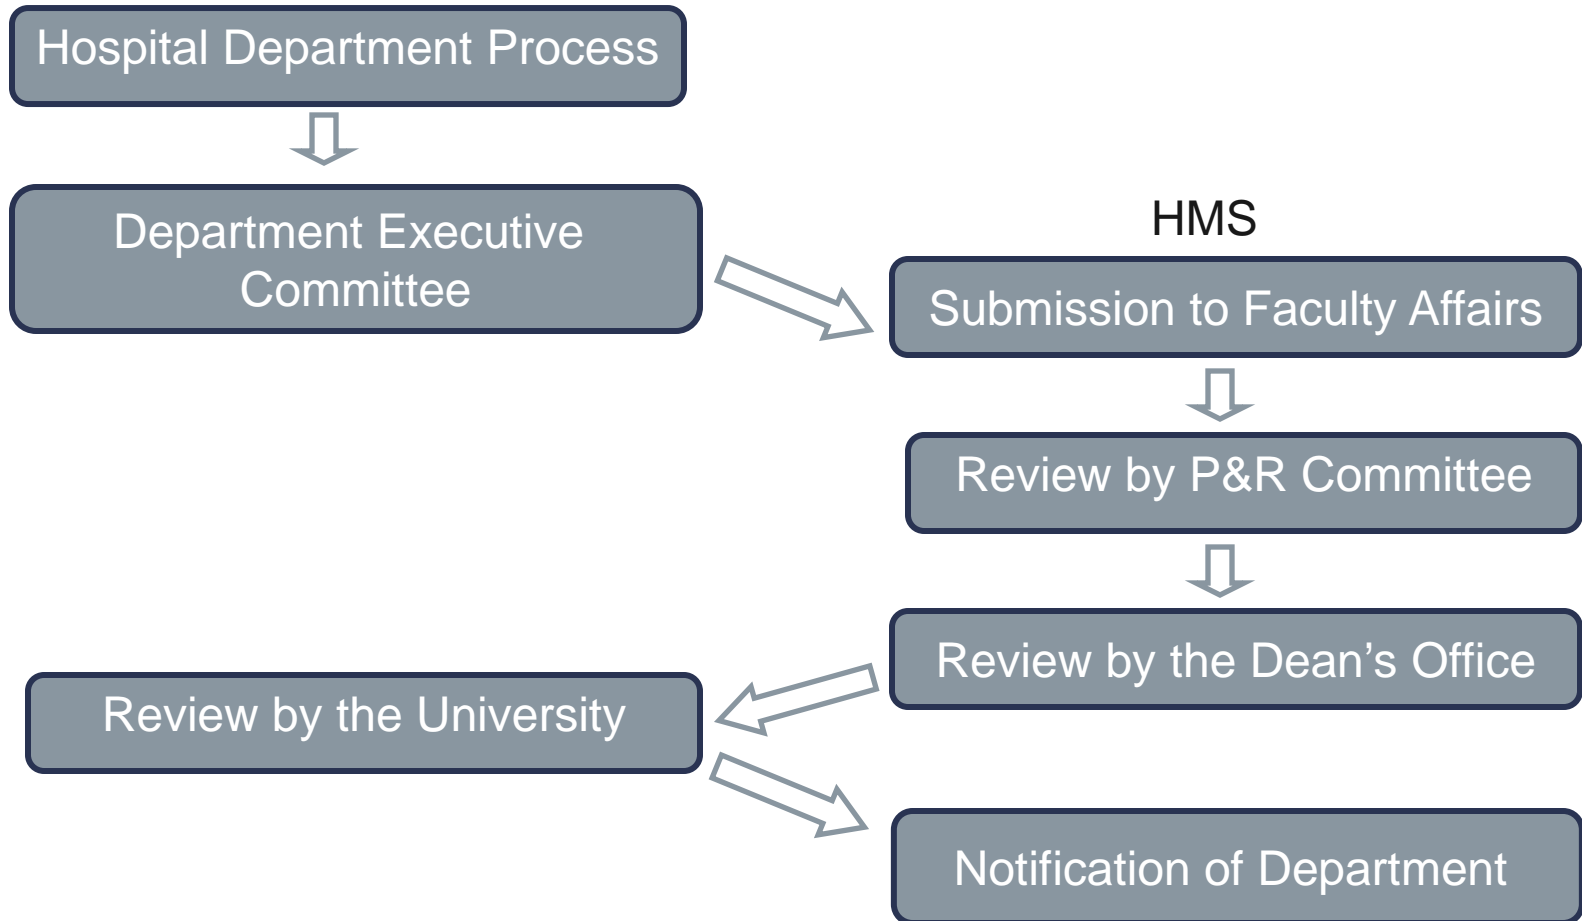 Hospital Department Process
Department Executive
Committee
HMS
Submission to Faculty Affairs
Review by P&R Committee
Review by the Dean’s Office
Review by the University
Notification of Department